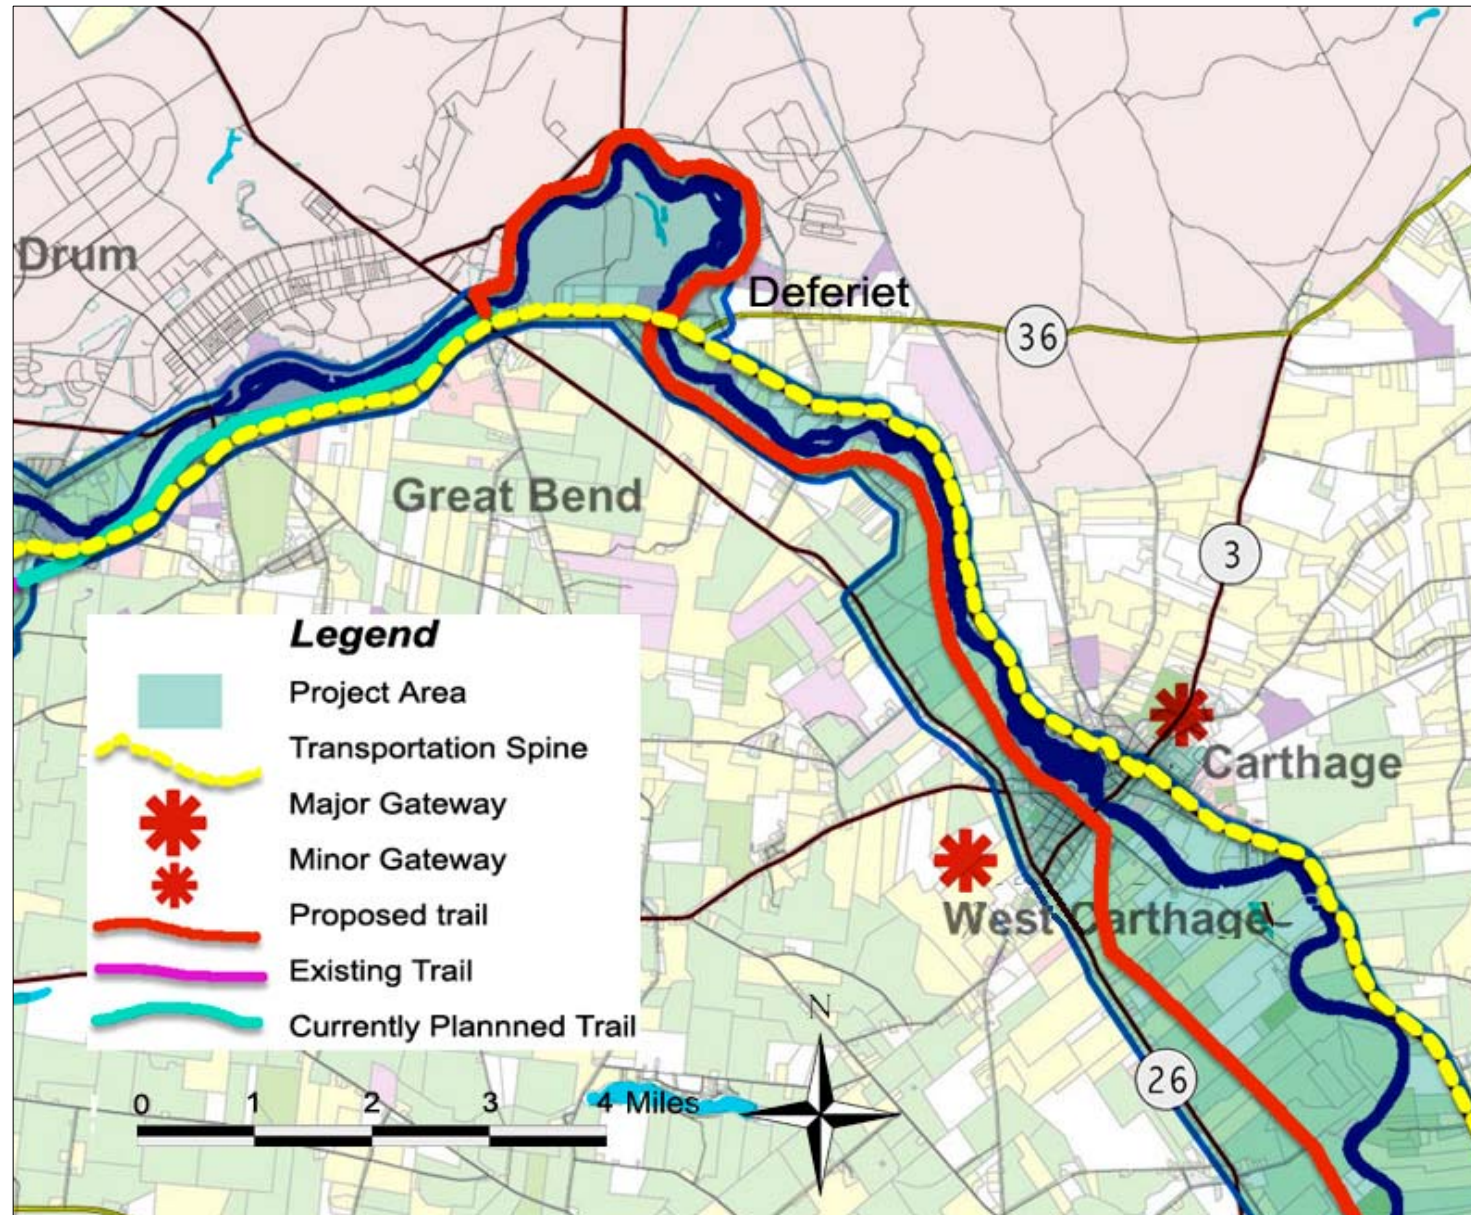 Drum
Deferiet
36
Great Bend
3
Legend
Project Area
Transportation Spine
Major Gateway
Minor Gateway
Proposed trail
Existing Trail
Currently Plannned Trail
Carthage
West Carthage
N
26
0 1 2 3 4 Miles